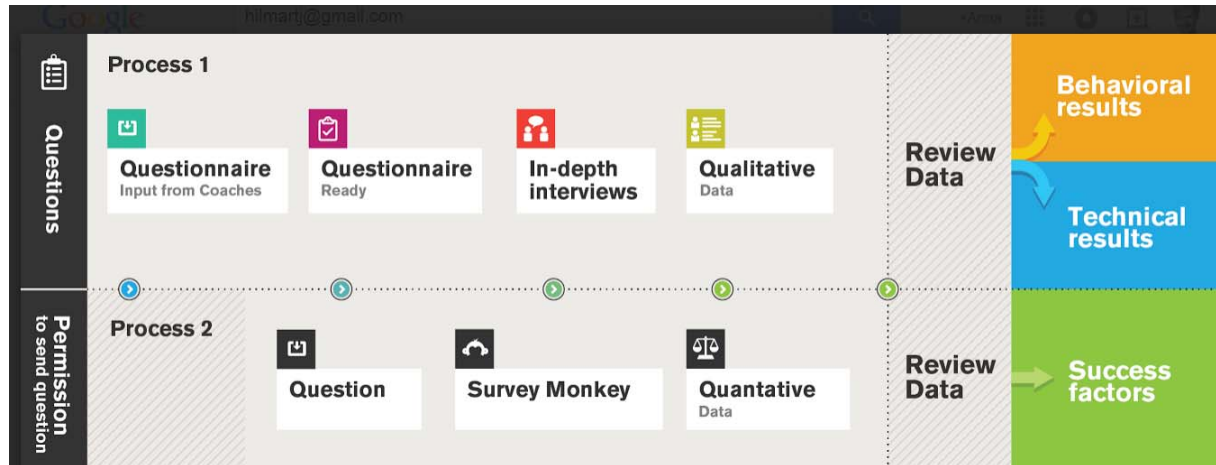 Google
hilmartj@gmail.com
Questions
Process 1
Questionnaire
Input from Coaches
Questionnaire
Ready
In-depth
interviews
Qualitative
Data
Review
Data
Behavioral
results
Technical
results
Permission
to send question
Process 2
Question
Survey Monkey
Quantative
Data
Review
Data
Success
factors